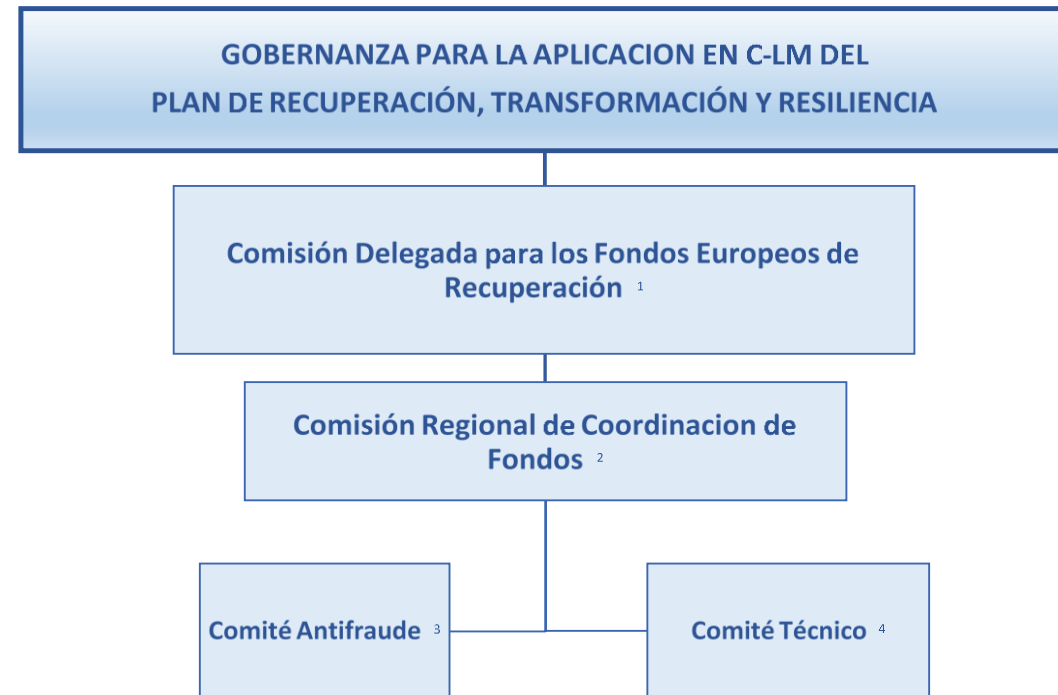 GOBERNANZA PARA LA APLICACION EN C-LM DEL
PLAN DE RECUPERACIÓN, TRANSFORMACIÓN Y RESILIENCIA
Comisión Delegada para los Fondos Europeos de
Recuperación 1
Comisión Regional de Coordinacion de
Fondos 2
Comité Antifraude 3
Comité Técnico 4